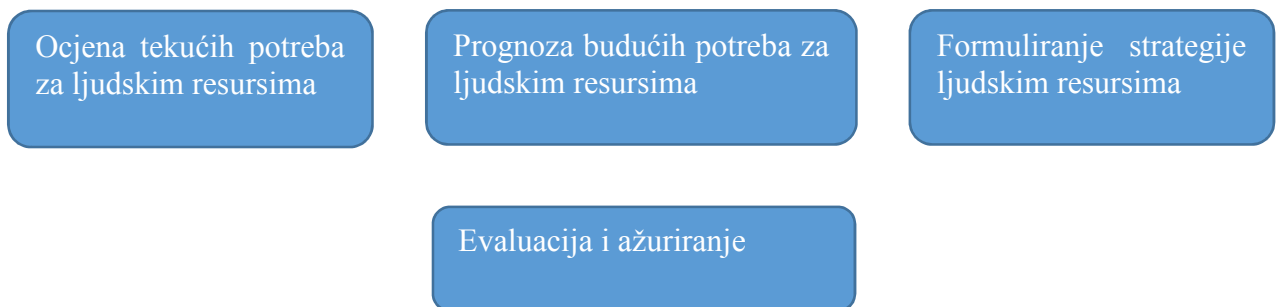 Ocjena tekućih potreba
za ljudskim resursima
Prognoza budućih potreba za
ljudskim resursima
Formuliranje strategije
ljudskim resursima
Evaluacija i ažuriranje